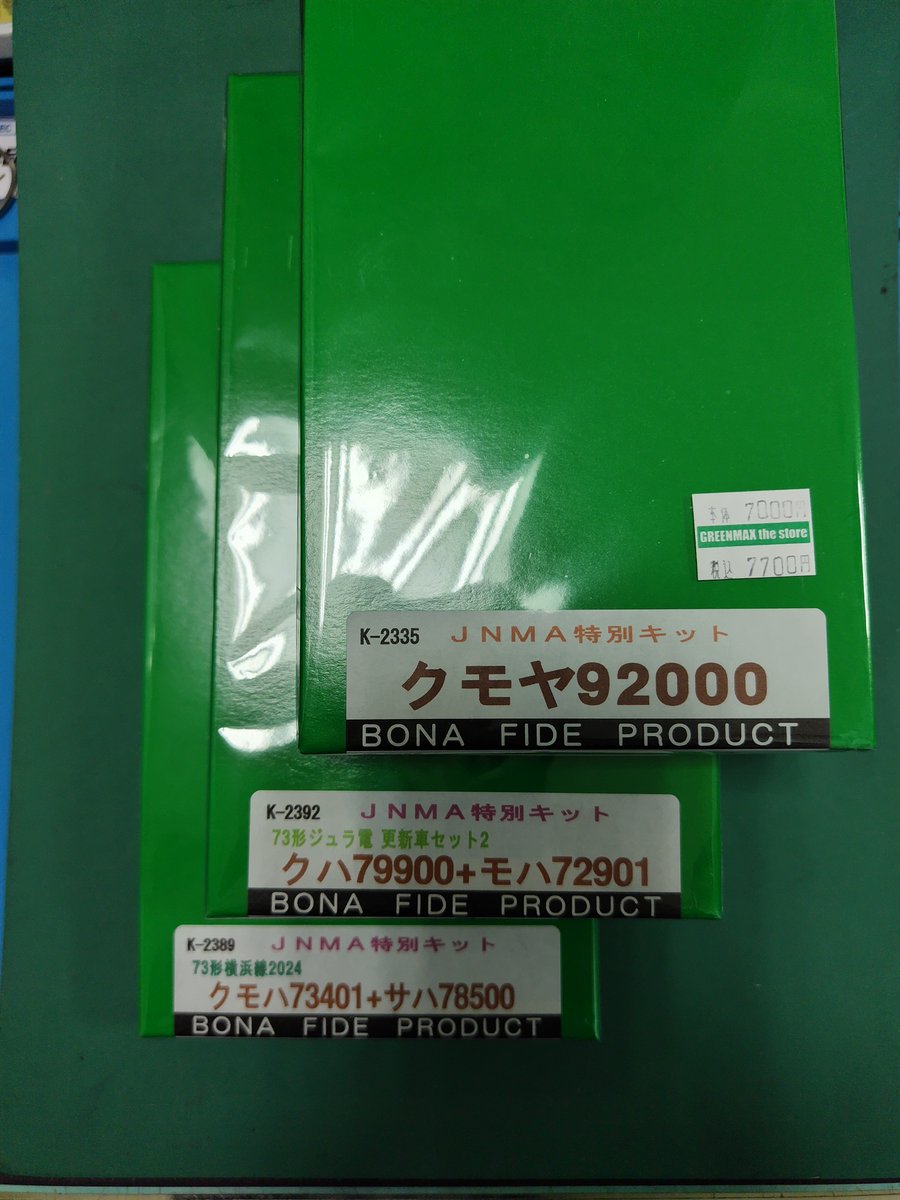 本体 7000円
GREENMAX the store
税込 7700円
K-2335 JNMA特別キット
クモヤ92000
BONA FIDE PRODUCT
K-2392 JNMA特別キット
73形ジュラ電 更新車セット2
クハ79900+モハ72901
BONA FIDE PRODUCT
K-2389 JNMA特別キット
73形横浜線2024
クモハ73401+サハ78500
BONA FIDE PRODUCT